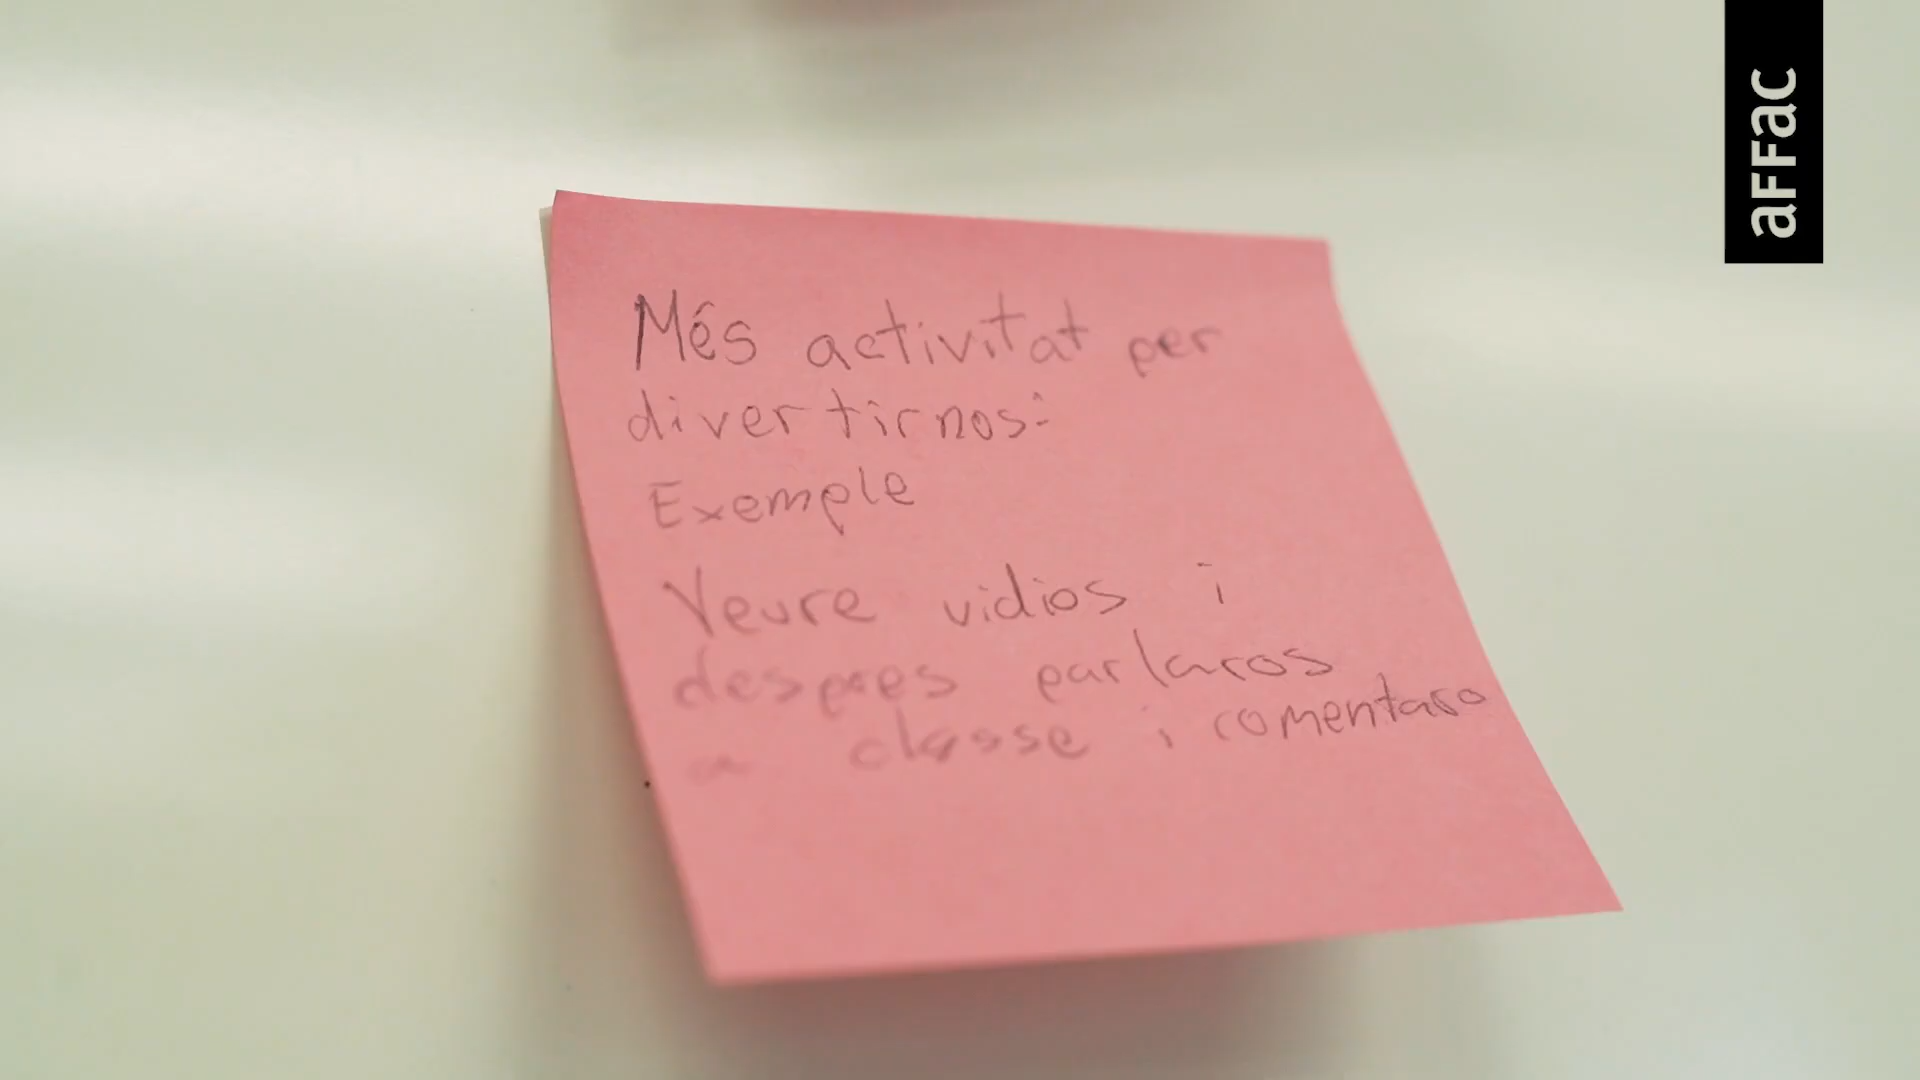 aFFac
Més activitat per
divertirnos:
Exemple
Veure vidios i
despres parlaros
a classe i comentaro